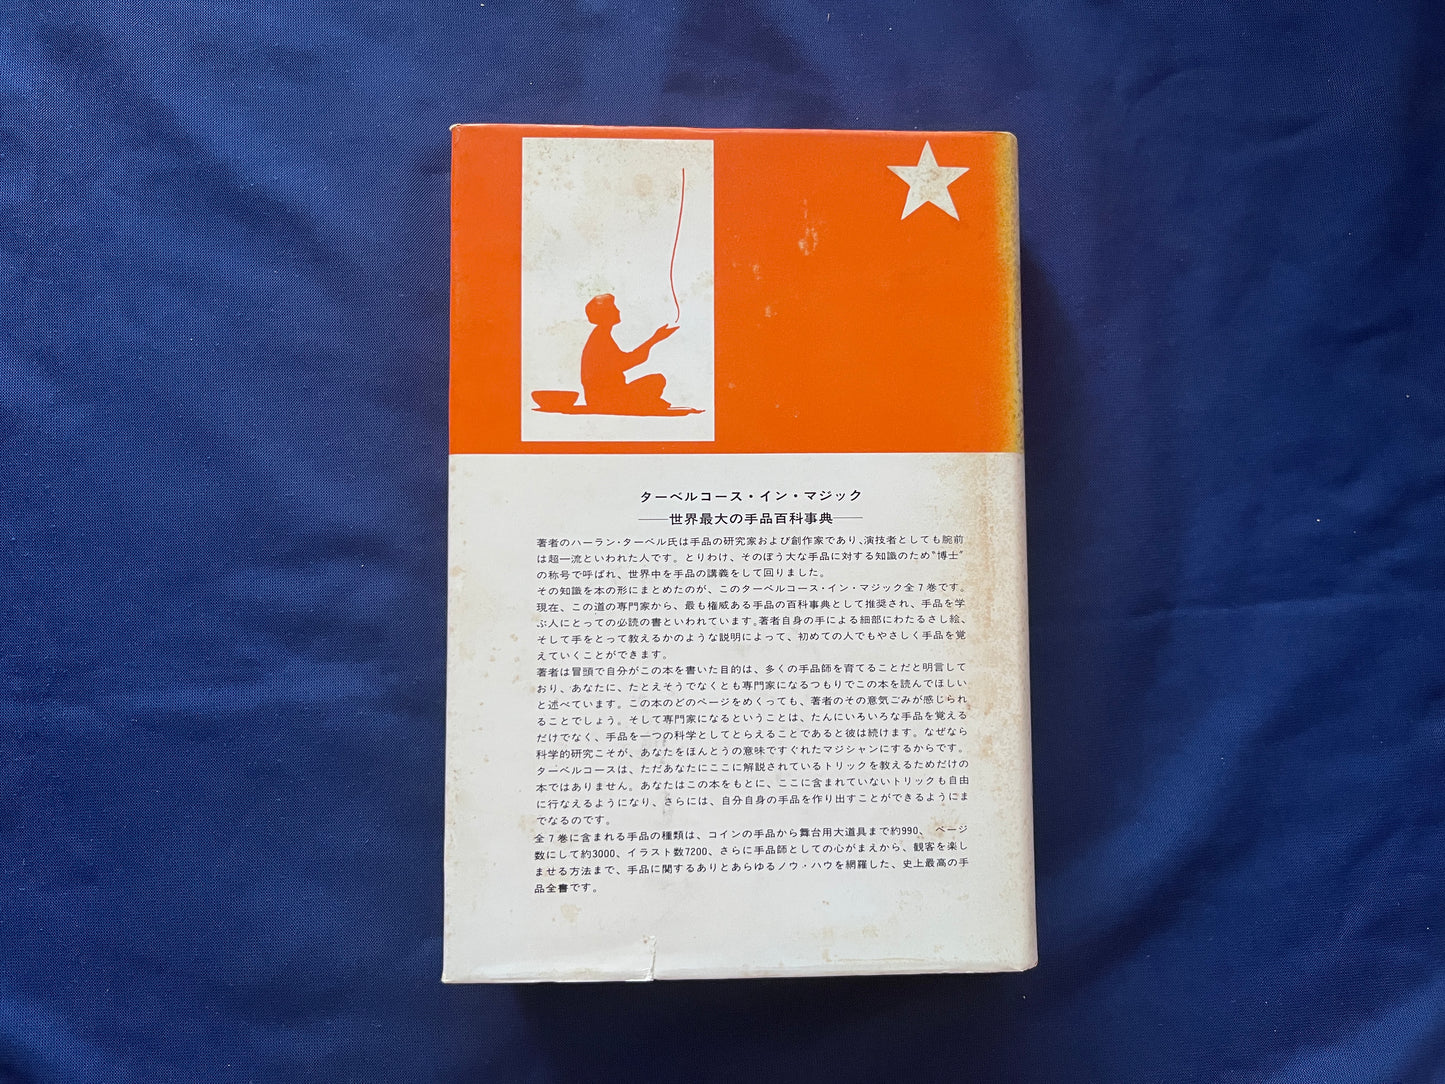 ターベルコース・イン・マジック
——世界最大の手品百科事典——
著者のハーラン・ターベル氏は手品の研究家および創作家であり、演技者としても腕前
は超一流といわれた人です。とりわけ、そのぼう大な手品に対する知識のため“博士”
の称号で呼ばれ、世界中を手品の講義をして回りました。
その知識を本の形にまとめたのが、このターベルコース・イン・マジック全7巻です。
現在、この道の専門家から、最も権威ある手品の百科事典として推奨され、手品を学
ぶ人にとっての必読の書といわれています。著者自身の手による細部にわたるさし絵、
そして手をとって教えるかのような説明によって、初めての人でもやさしく手品を覚
えていくことができます。
著者は冒頭で自分がこの本を書いた目的は、多くの手品師を育てることだと明言して
おり、あなたに、たとえそうでなくとも専門家になるつもりでこの本を読んでほしい
と述べています。この本のどのページをめくっても、著者のその意気ごみが感じられ
ることでしょう。そして専門家になるということは、たんにいろいろな手品を覚える
だけでなく、手品を一つの科学としてとらえることであると彼は続けます。なぜなら
科学的研究こそが、あなたをほんとうの意味ですぐれたマジシャンにするからです。
ターベルコースは、ただあなたにここに解説されているトリックを教えるためだけの
本ではありません。あなたはこの本をもとに、ここに含まれていないトリックも自由
に行なえるようになり、さらには、自分自身の手品を作り出すことができるようにま
でなるのです。
全7巻に含まれる手品の種類は、コインの手品から舞台用大道具まで約990、 ページ
数にして約3000、イラスト数7200、さらに手品師としての心がまえから、観客を楽し
ませる方法まで、手品に関するありとあらゆるノウ・ハウを網羅した、史上最高の手
品全書です。